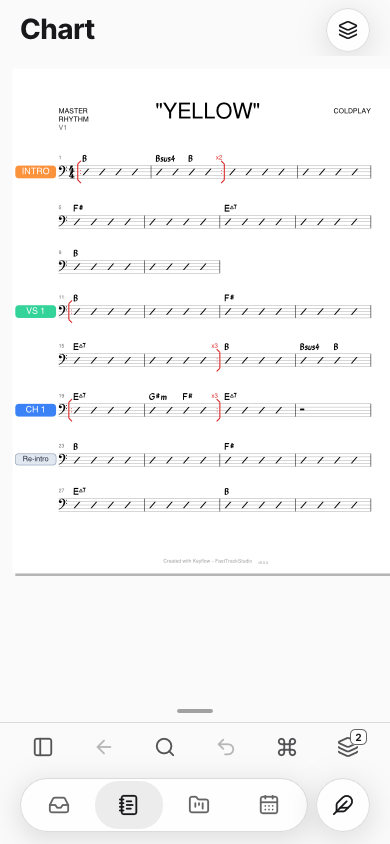 Chart
MASTER
RHYTHM
V1
"YELLOW"
COLDPLAY
1 B Bsus4 B x2
INTRO
5 F# E△7
9 B
11 B F#
VS 1
15 E△7 x3 B Bsus4 B
19 E△7 G#m F# x3 E△7
CH 1
23 B F#
Re-intro
27 E△7 B
Created with Keyflow - FastTrackStudio
2